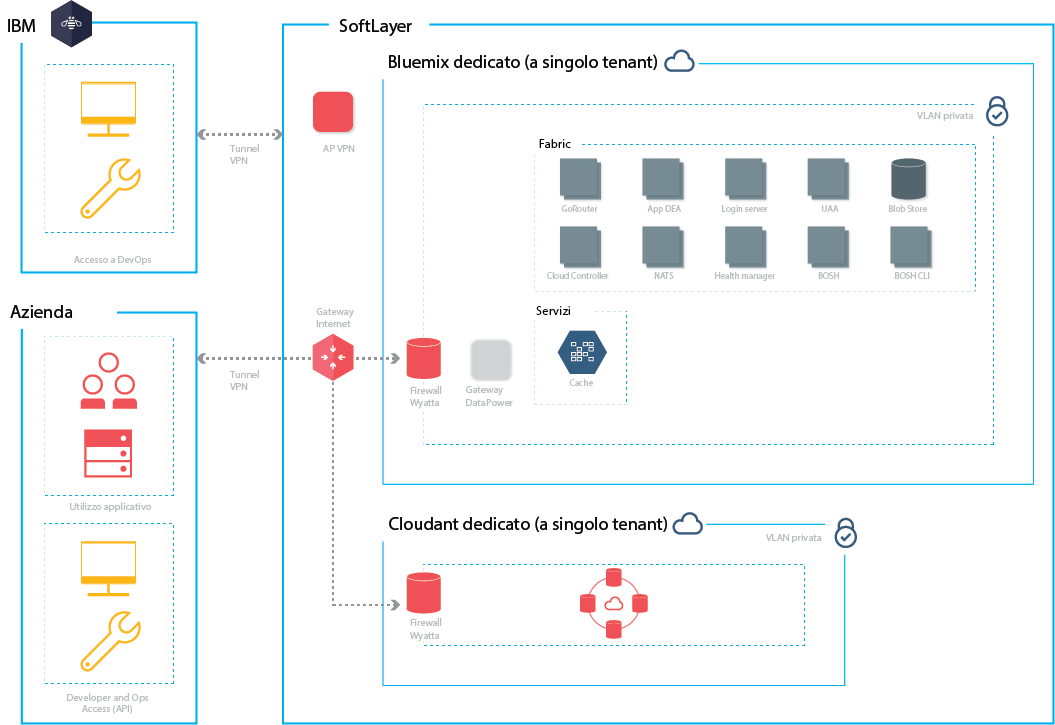 IBM
SoftLayer
Bluemix dedicato (a singolo tenant)
VLAN privata
AP VPN
Tunnel
VPN
Accesso a DevOps
Fabric
GoRouter
App DEA
Login server
UAA
Blob Store
Cloud Controller
NATS
Health manager
BOSH
BOSH CLI
Azienda
Gateway
Internet
Servizi
Cache
Tunnel
VPN
Firewall
Wyatta
Gateway
DataPower
Utilizzo applicativo
Cloudant dedicato (a singolo tenant)
VLAN privata
Firewall
Wyatta
Developer and Ops
Access (API)